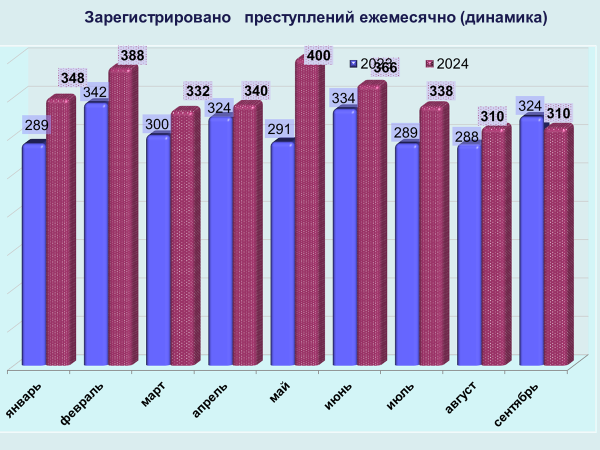 Зарегистрировано преступлений ежемесячно (динамика)
2023 2024
289 348
342 388
300 332
324 340
291 400
334 366
289 338
288 310
324 310
январь
февраль
март
апрель
май
июнь
июль
август
сентябрь